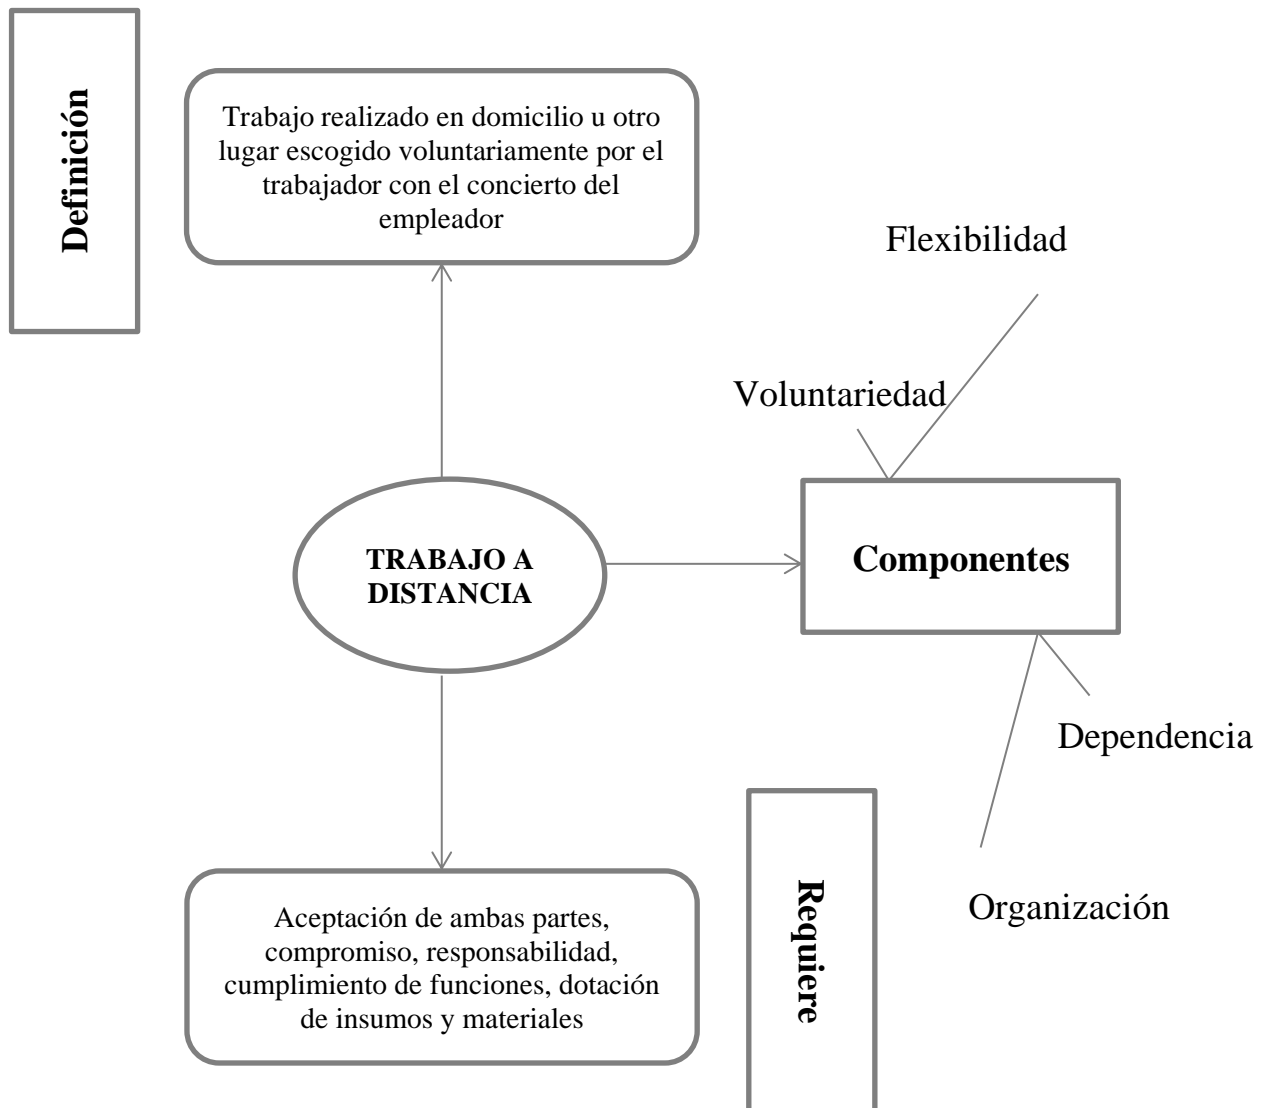 Definición
Trabajo realizado en domicilio u otro
lugar escogido voluntariamente por el
trabajador con el concierto del
empleador
Flexibilidad
Voluntariedad
TRABAJO A
DISTANCIA
Componentes
Dependencia
Organización
Aceptación de ambas partes,
compromiso, responsabilidad,
cumplimiento de funciones, dotación
de insumos y materiales
Requiere